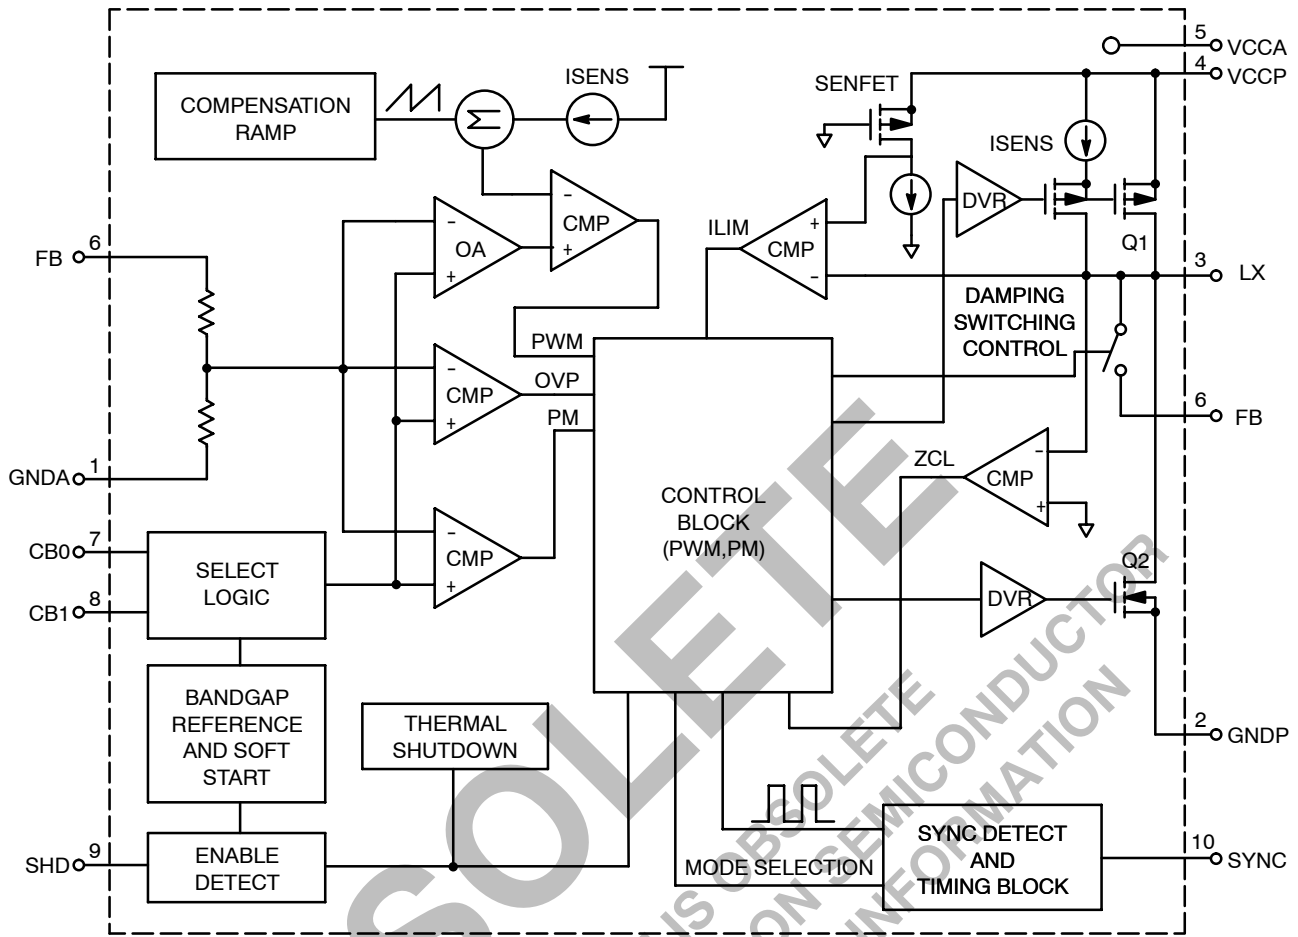 5
VCCA
4
VCCP
ISENS
SENFET
COMPENSATION
RAMP
Σ
ISENS
DVR
−
CMP
+
−
OA
+
ILIM
+
CMP
−
Q1
6
FB
3
LX
DAMPING
SWITCHING
CONTROL
PWM
OVP
PM
−
CMP
+
6
FB
ZCL
−
CMP
+
1
GNDA
CONTROL
BLOCK
(PWM,PM)
7
CB0
8
CB1
SELECT
LOGIC
−
CMP
+
Q2
DVR
BANDGAP
REFERENCE
AND SOFT
START
THERMAL
SHUTDOWN
2
GNDP
9
SHD
ENABLE
DETECT
MODE SELECTION
SYNC DETECT
AND
TIMING BLOCK
10
SYNC
SOLETE
IS OBSOLETE
ON SEMICONDUCTOR
INFORMATION